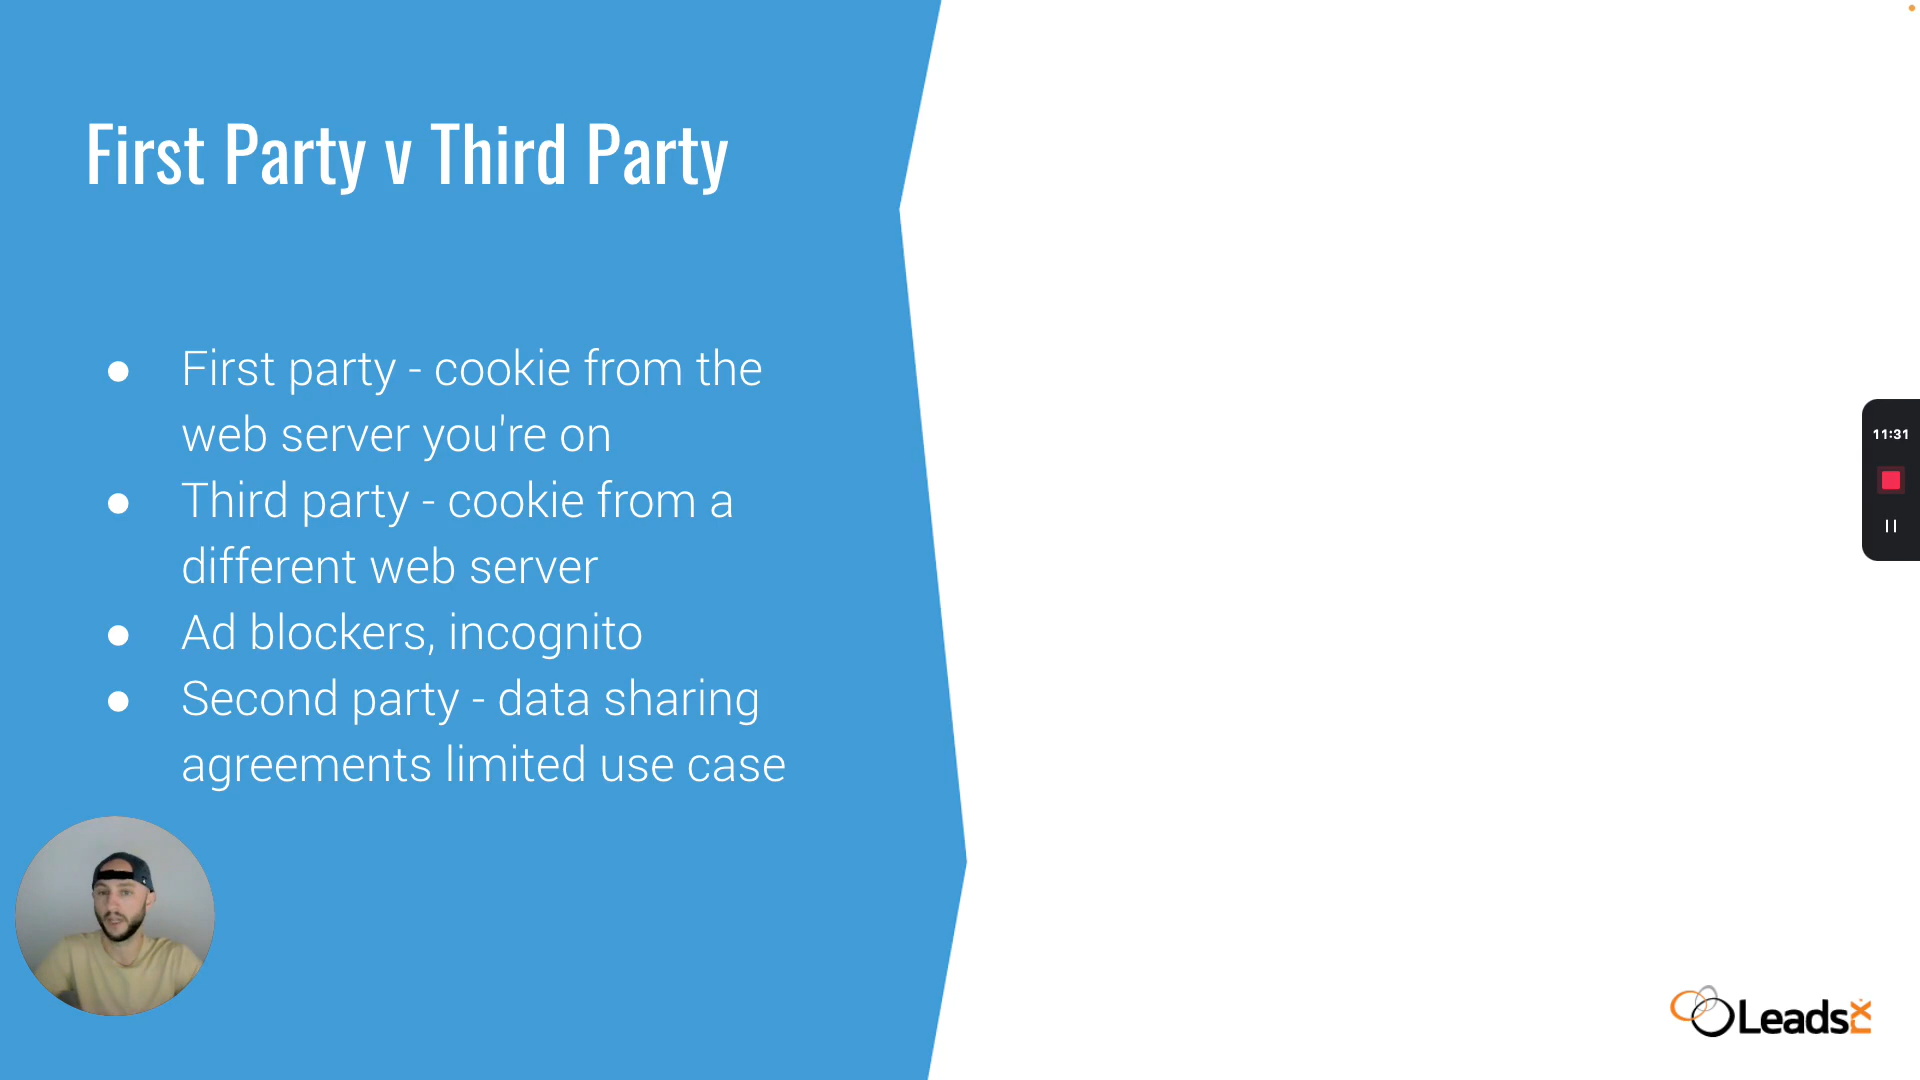 First Party v Third Party
● First party - cookie from the
web server you're on
● Third party - cookie from a
different web server
● Ad blockers, incognito
● Second party - data sharing
agreements limited use case
11:31
LeadsRx